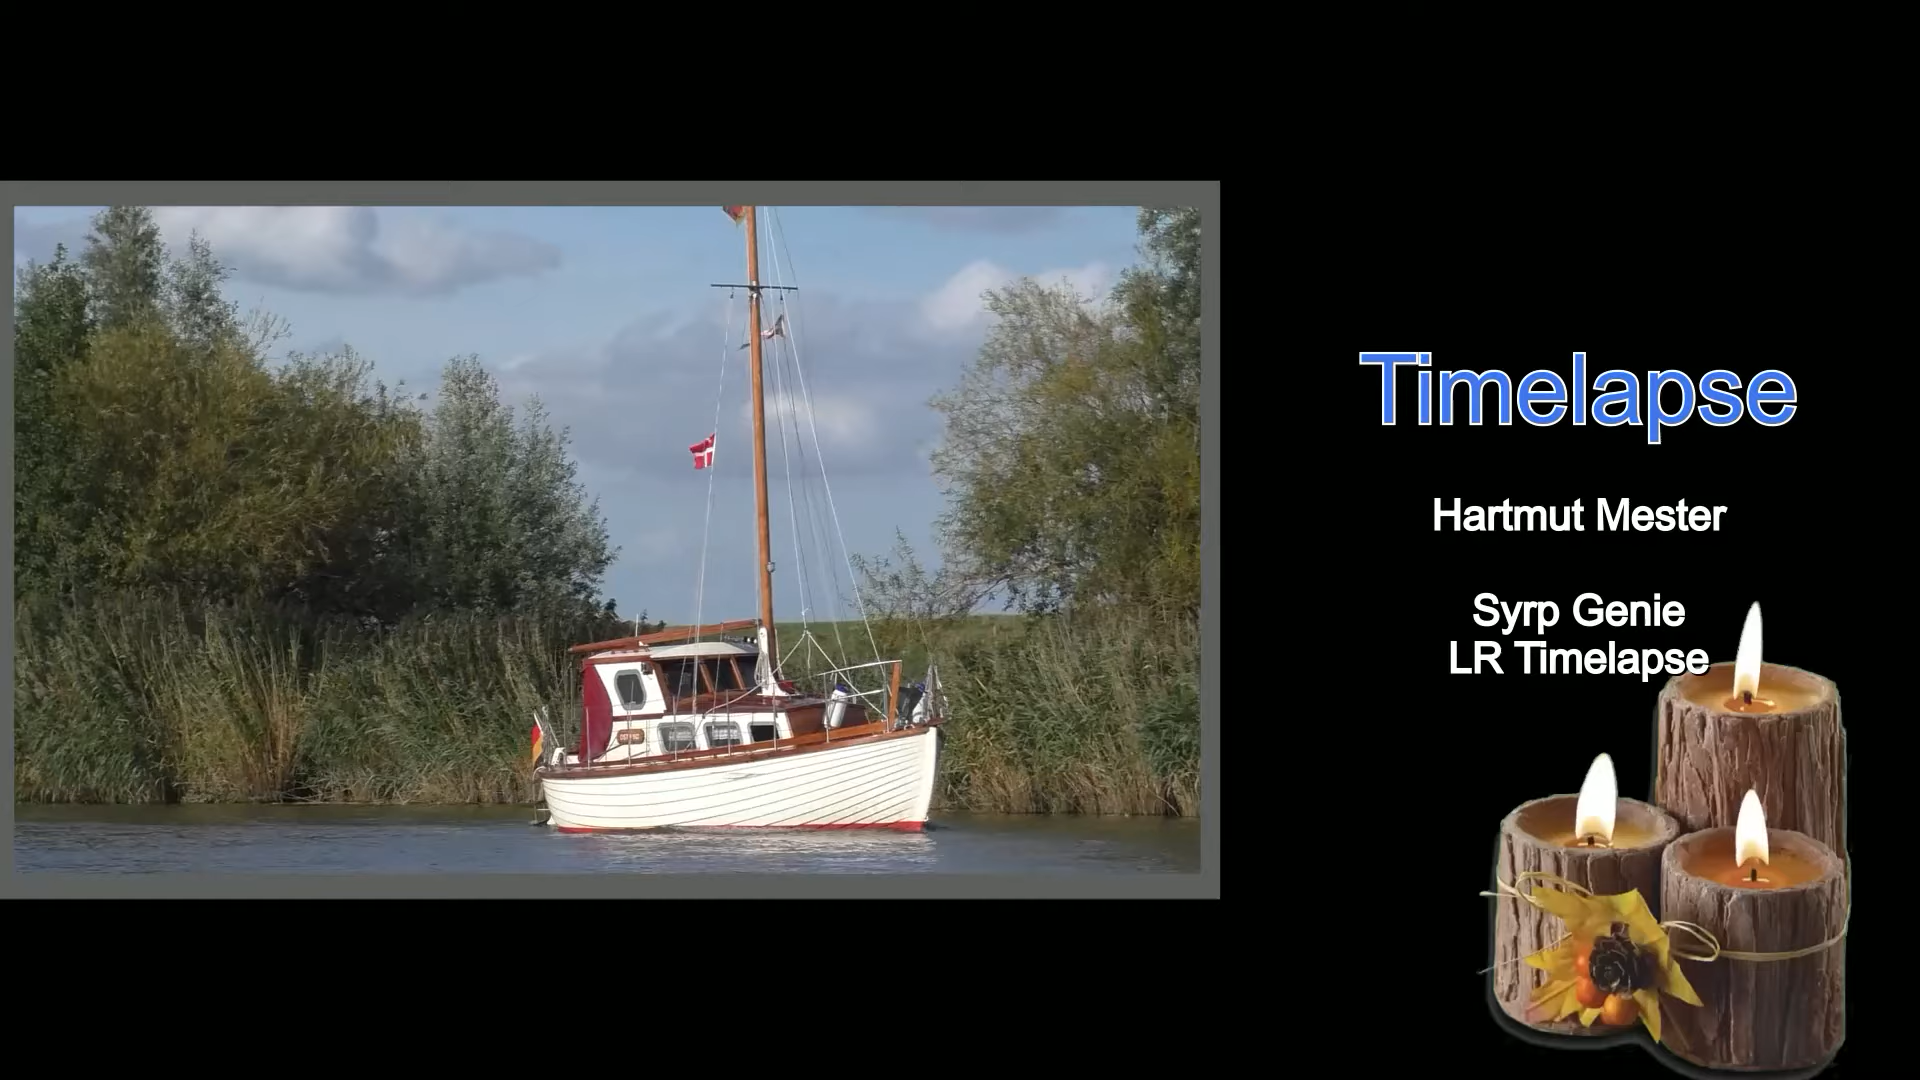 Timelapse
Hartmut Mester
Syrp Genie
LR Timelapse